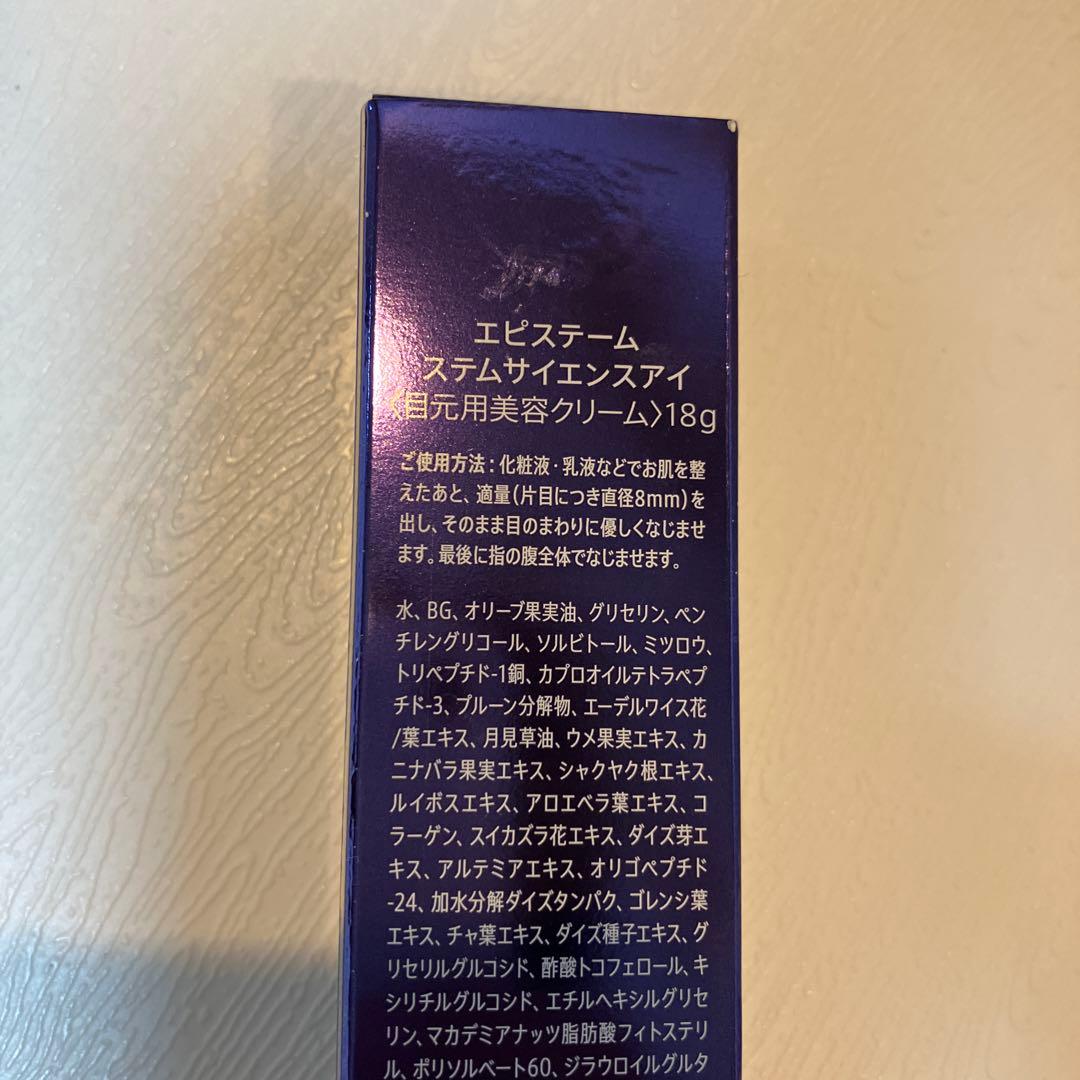 エピステーム
ステムサイエンスアイ
〈目元用美容クリーム〉18g
ご使用方法：化粧液・乳液などでお肌を整
えたあと、適量（片目につき直径8mm）を
出し、そのまま目のまわりに優しくなじませ
ます。最後に指の腹全体でなじませます。
水、BG、オリーブ果実油、グリセリン、ペン
チレングリコール、ソルビトール、ミツロウ、
トリペプチド-1銅、カプロオイルテトラペプ
チド-3、プルーン分解物、エーデルワイス花
/葉エキス、月見草油、ウメ果実エキス、カ
ニナバラ果実エキス、シャクヤク根エキス、
ルイボスエキス、アロエベラ葉エキス、コ
ラーゲン、スイカズラ花エキス、ダイズ芽エ
キス、アルテミアエキス、オリゴペプチド
-24、加水分解ダイズタンパク、ゴレンシ葉
エキス、チャ葉エキス、ダイズ種子エキス、グ
リセリルグルコシド、酢酸トコフェロール、キ
シリチルグルコシド、エチルヘキシルグリセ
リン、マカデミアナッツ脂肪酸フィトステリ
ル、ポリソルベート60、ジラウロイルグルタ